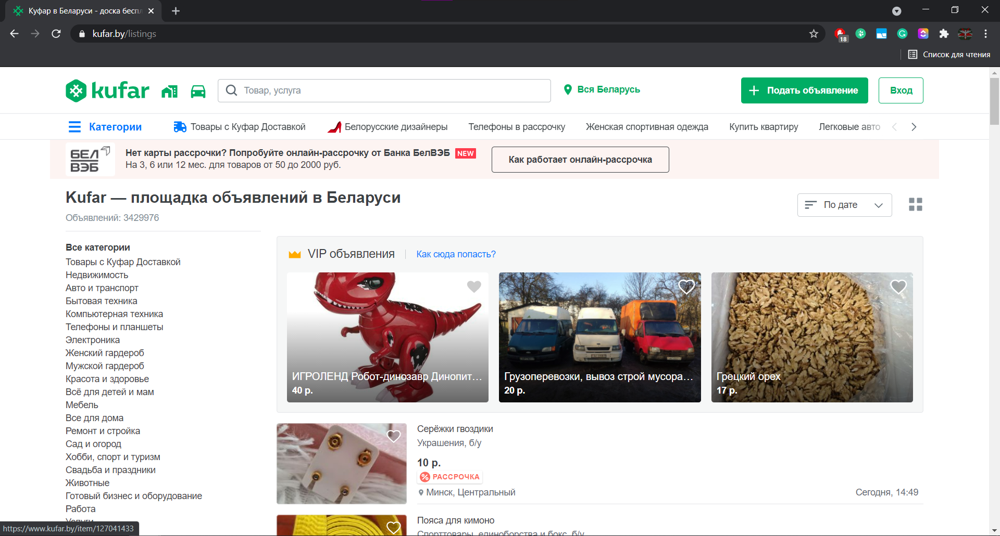 Куфар в Беларуси - доска беспл
kufar.by/listings
18
Список для чтения
kufar
Товар, услуга
Вся Беларусь
Подать объявление
Вход
Категории
Товары с Куфар Доставкой
Белорусские дизайнеры
Телефоны в рассрочку
Женская спортивная одежда
Купить квартиру
Легковые авто
БЕЛ
ВЭБ
Нет карты рассрочки? Попробуйте онлайн-рассрочку от Банка БелВЭБ NEW
На 3, 6 или 12 мес. для товаров от 50 до 2000 руб.
Как работает онлайн-рассрочка
Kufar — площадка объявлений в Беларуси
Объявлений: 3429976
По дате
Все категории
Товары с Куфар Доставкой
Недвижимость
Авто и транспорт
Бытовая техника
Компьютерная техника
Телефоны и планшеты
Электроника
Женский гардероб
Мужской гардероб
Красота и здоровье
Всё для детей и мам
Мебель
Все для дома
Ремонт и стройка
Сад и огород
Хобби, спорт и туризм
Свадьба и праздники
Животные
Готовый бизнес и оборудование
Работа
Услуги
VIP объявления
Как сюда попасть?
ИГРОЛЕНД Робот-динозавр Динопит...
40 р.
Грузоперевозки, вывоз строй мусора...
20 р.
Грецкий орех
17 р.
Серёжки гвоздики
Украшения, б/у
10 р.
РАССРОЧКА
Минск, Центральный
Сегодня, 14:49
Пояса для кимоно
Спорттовары, единоборства и бокс, б/у
https://www.kufar.by/item/127041433